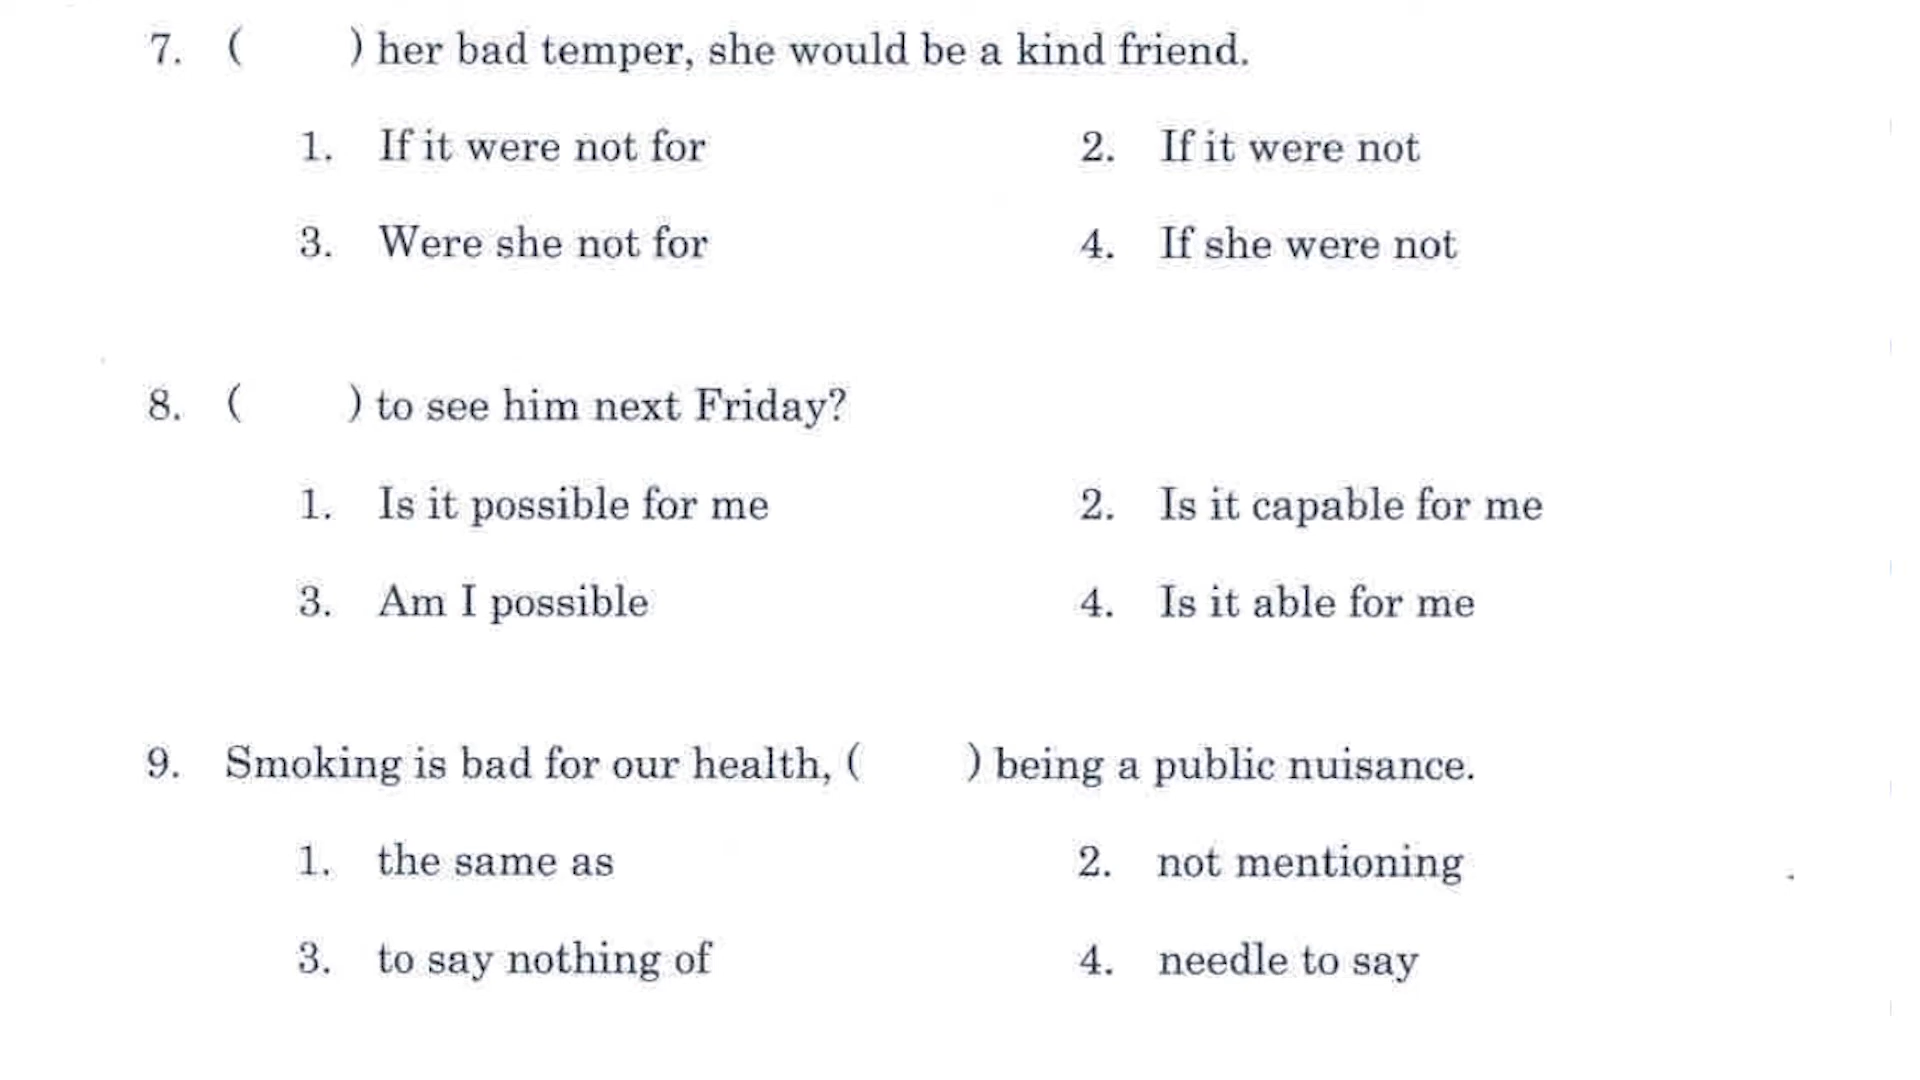 7. (        ) her bad temper, she would be a kind friend.
1. If it were not for 2. If it were not
3. Were she not for 4. If she were not
8. (        ) to see him next Friday?
1. Is it possible for me 2. Is it capable for me
3. Am I possible 4. Is it able for me
9. Smoking is bad for our health, (        ) being a public nuisance.
1. the same as 2. not mentioning
3. to say nothing of 4. needle to say